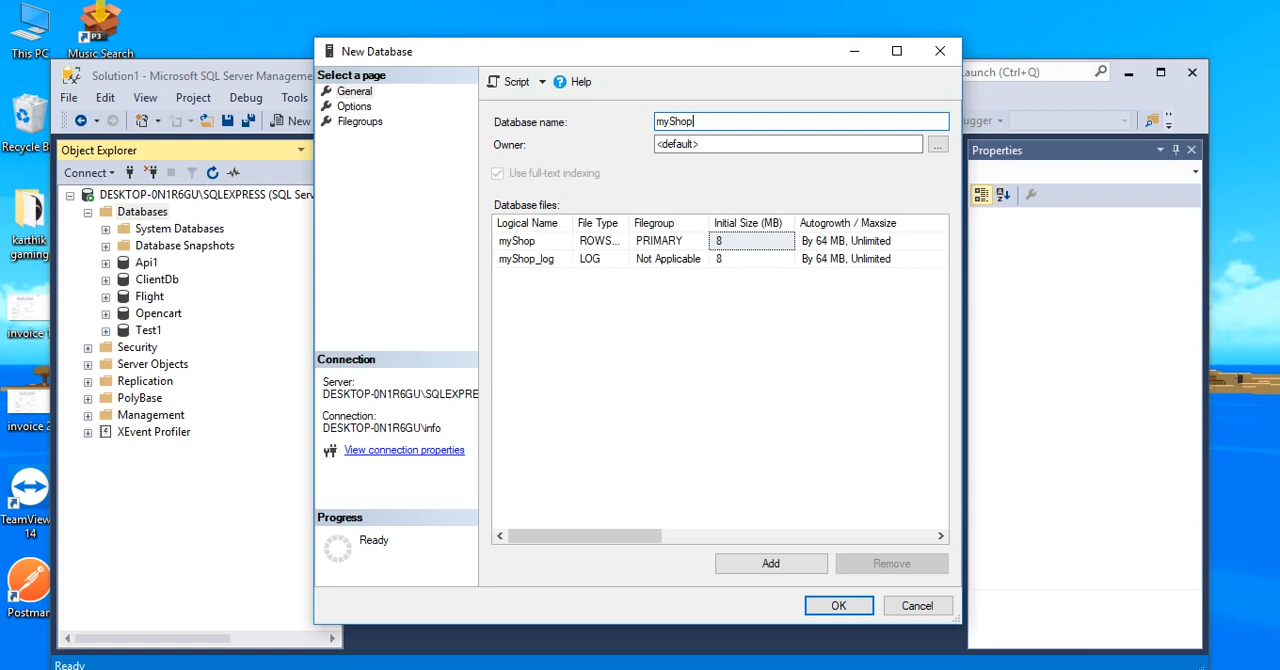 This PC
P3
Music Search
Recycle B
karthik
gaming
invoice 1
invoice 2
TeamView
14
Postman
Solution1 - Microsoft SQL Server Manageme
aunch (Ctrl+Q)
File Edit View Project Debug Tools
New
ugger
Object Explorer
Connect
DESKTOP-0N1R6GU\SQLEXPRESS (SQL Serv
Databases
System Databases
Database Snapshots
Api1
ClientDb
Flight
Opencart
Test1
Security
Server Objects
Replication
PolyBase
Management
XEvent Profiler
Ready
New Database
Select a page
General
Options
Filegroups
Connection
Server:
DESKTOP-0N1R6GU\SQLEXPRE
Connection:
DESKTOP-0N1R6GU\info
View connection properties
Progress
Ready
Script Help
Database name: myShop
Owner: <default> ...
Use full-text indexing
Database files:
Logical Name File Type Filegroup Initial Size (MB) Autogrowth / Maxsize
myShop ROWS... PRIMARY 8 By 64 MB, Unlimited
myShop_log LOG Not Applicable 8 By 64 MB, Unlimited
Add Remove
OK Cancel
Properties